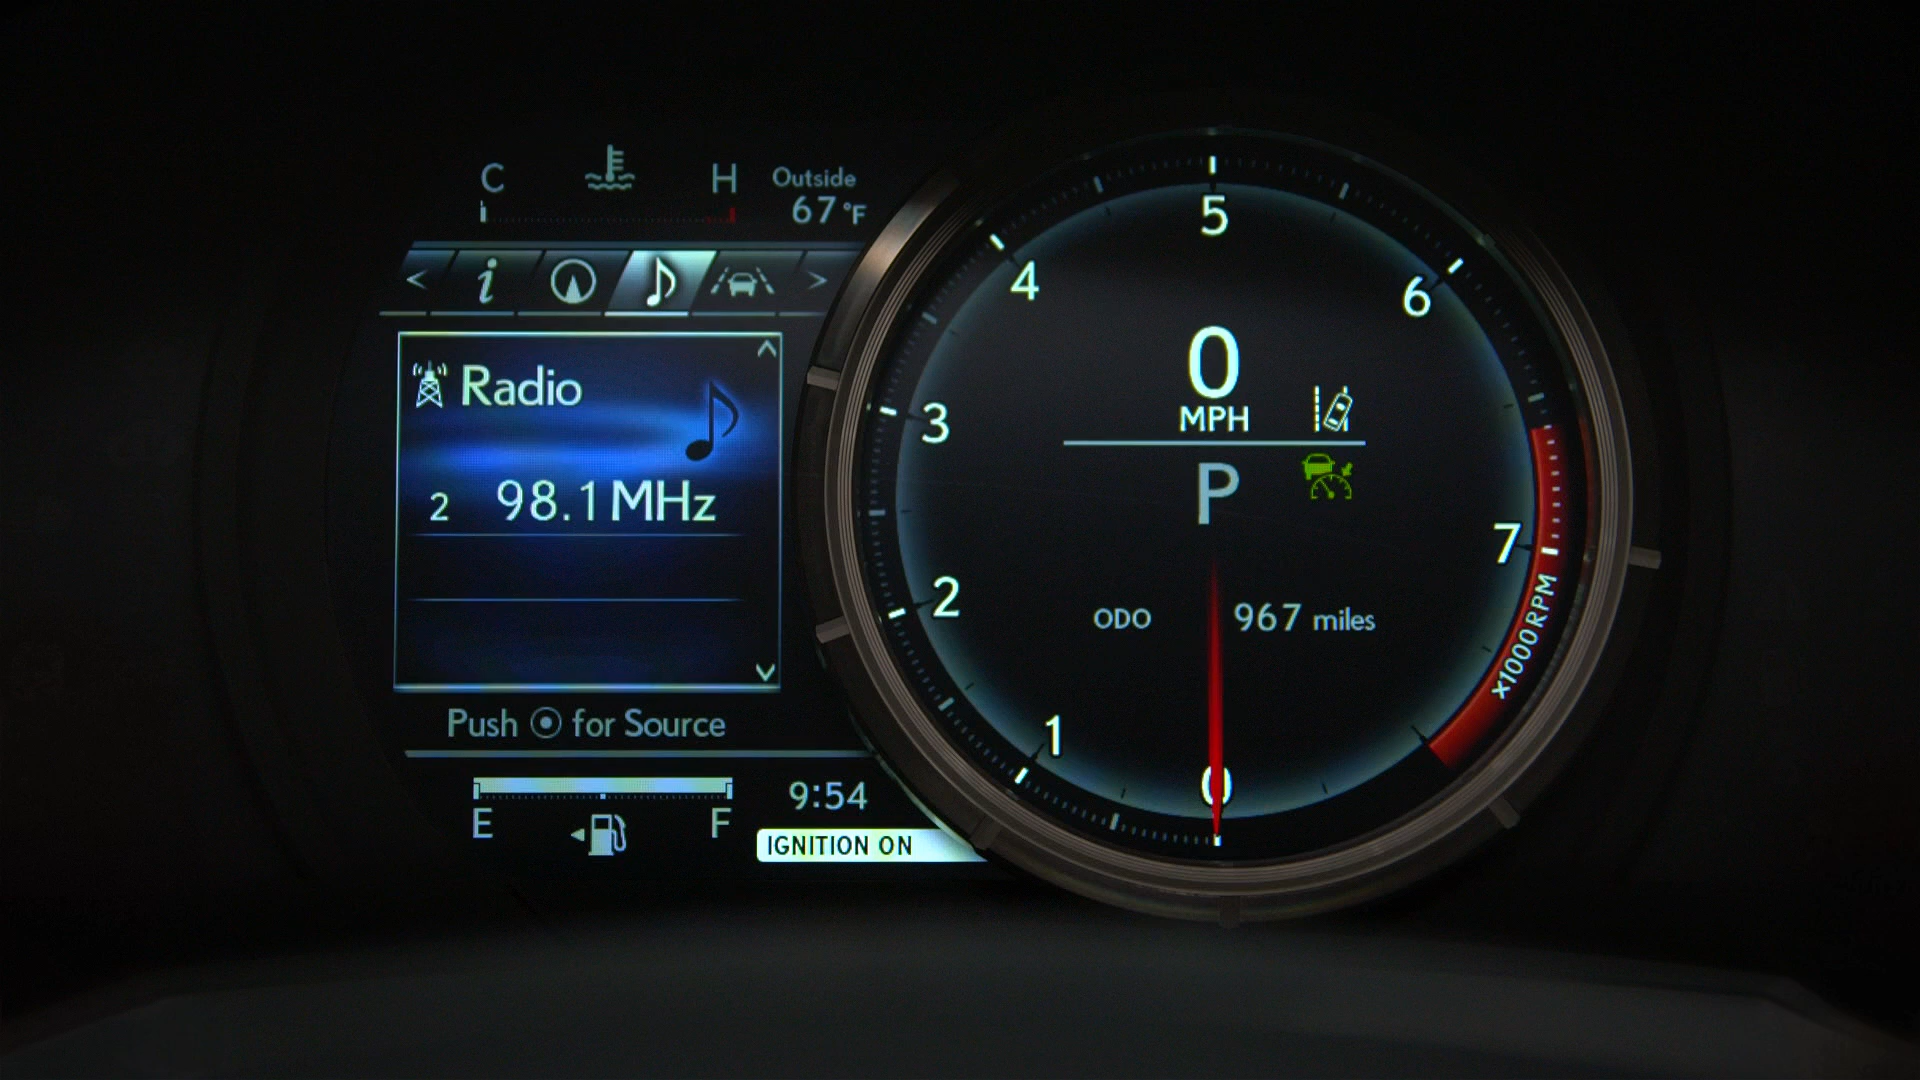 C H Outside
67°F
< i >
Radio
2 98.1 MHz
Push for Source
E F
9:54
IGNITION ON
0
1
2
3
4
5
6
7
x1000RPM
0
MPH
P
ODO 967 miles